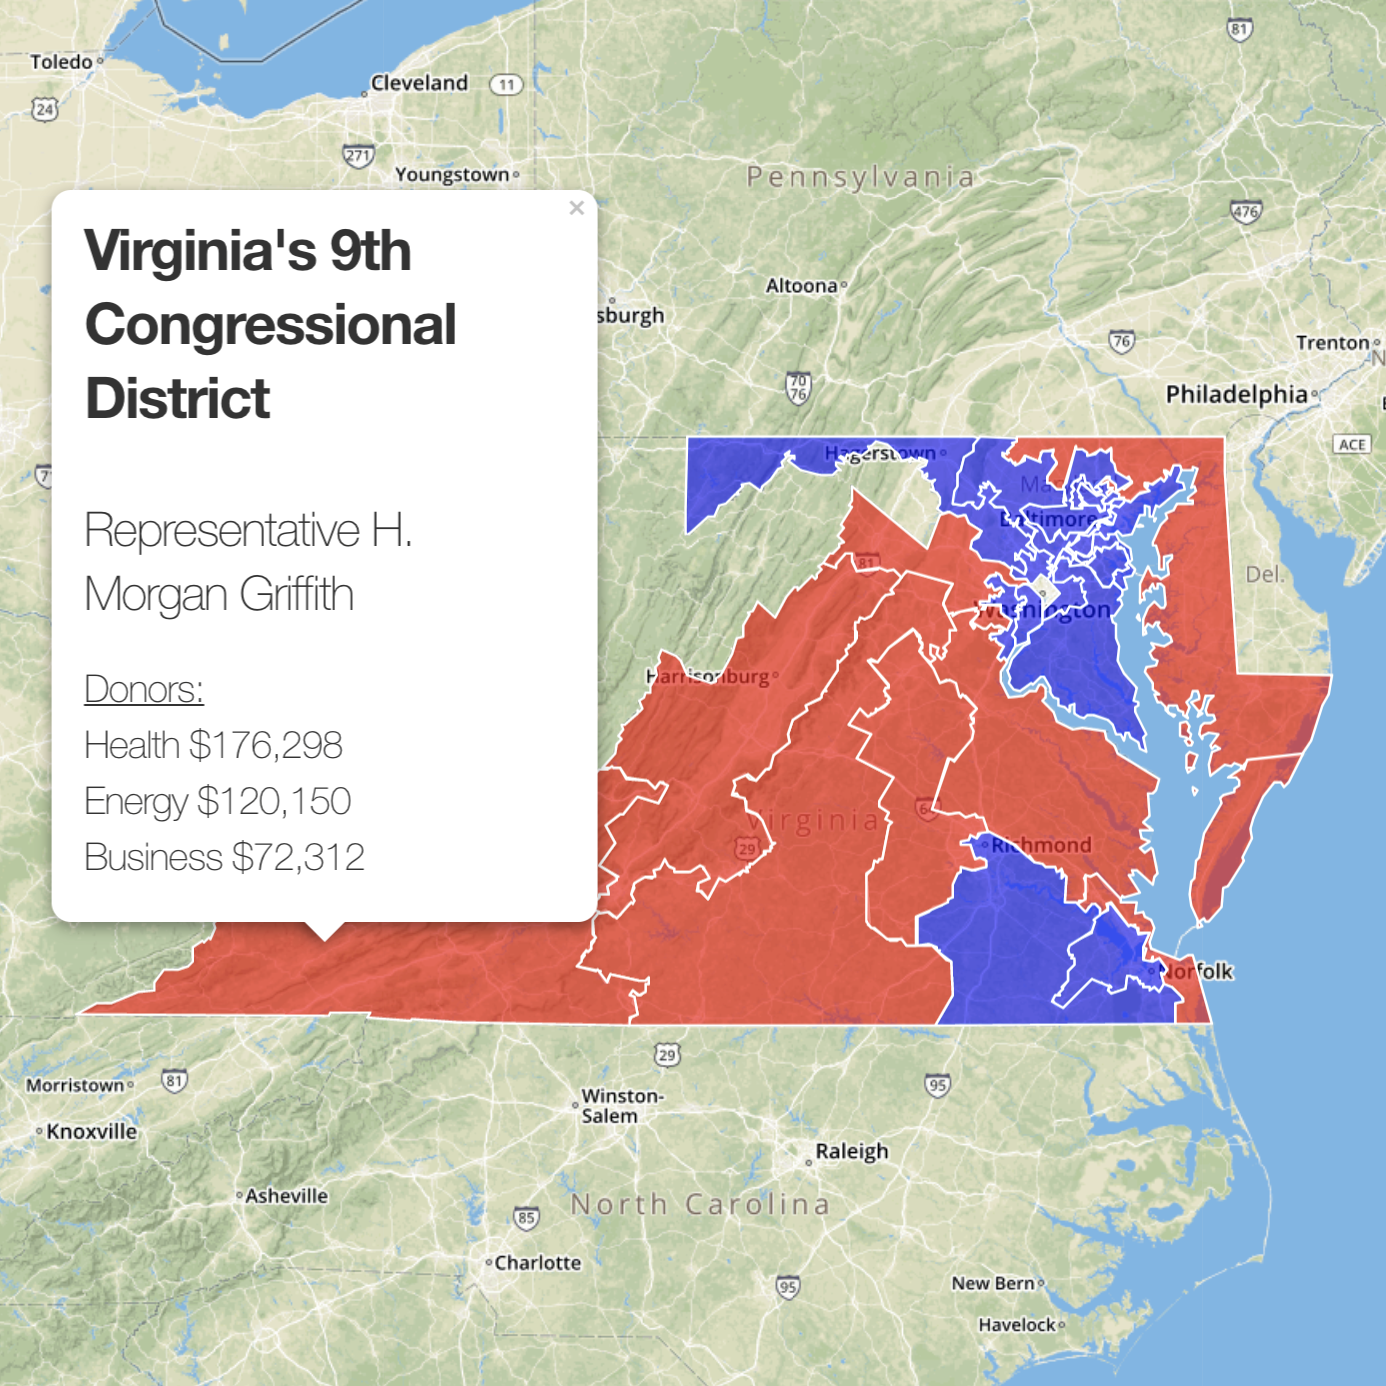 81
Toledo
Cleveland
11
24
271
Youngstown
Pennsylvania
476
×
Virginia's 9th
Congressional
District
Altoona
sburgh
76
Trenton
N
70
76
Philadelphia
ACE
Hagerstown
7
Representative H.
Morgan Griffith
Baltimore
81
Del.
Washington
Harrisonburg
Donors:
Health $176,298
Energy $120,150
Business $72,312
Virginia
64
29
Richmond
Norfolk
29
Morristown
81
Winston-
Salem
95
Knoxville
Raleigh
Asheville
North Carolina
85
Charlotte
95
New Bern
Havelock